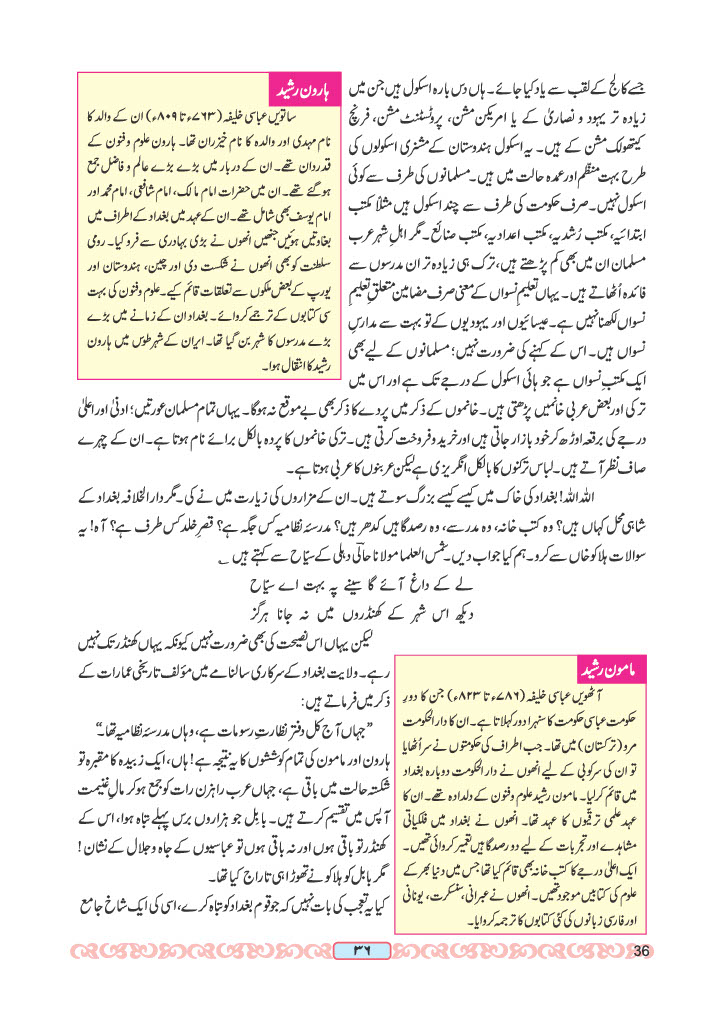 جسے کالج کے لقب سے یاد کیا جائے۔ ہاں دس بارہ اسکول ہیں جن میں
زیادہ تر یہود و نصاریٰ کے یا امریکن مشن، پروٹسٹنٹ مشن، فرنچ
کیتھولک مشن کے ہیں۔ یہ اسکول ہندوستان کے مشنری اسکولوں کی
طرح بہت منظّم اور عمدہ حالت میں ہیں۔ مسلمانوں کی طرف سے کوئی
اسکول نہیں۔ صرف حکومت کی طرف سے چند اسکول ہیں مثلاً مکتب
ابتدائیہ، مکتب رُشدیہ، مکتب اعدادیہ، مکتب صنائع۔ مگر اہلِ شہر عرب
مسلمان ان میں بھی کم پڑھتے ہیں، ترک ہی زیادہ تر ان مدرسوں سے
فائدہ اُٹھاتے ہیں۔ یہاں تعلیمِ نسواں کے معنی صرف مضامین متعلقِ تعلیمِ
نسواں لکھنا نہیں ہے۔ عیسائیوں اور یہودیوں کے تو بہت سے مدارسِ
نسواں ہیں۔ اس کے کہنے کی ضرورت نہیں؛ مسلمانوں کے لیے بھی
ایک مکتبِ نسواں ہے جو ہائی اسکول کے درجے تک ہے اور اس میں
ترکی اور بعض عربی خانمیں پڑھتی ہیں۔ خانموں کے ذکر میں پردے کا ذکر بھی بے موقع نہ ہوگا۔ یہاں تمام مسلمان عورتیں؛ ادنیٰ اور اعلیٰ
درجے کی برقعہ اوڑھ کر خود بازار جاتی ہیں اور خرید و فروخت کرتی ہیں۔ ترکی خانموں کا پردہ بالکل برائے نام ہوتا ہے۔ ان کے چہرے
صاف نظر آتے ہیں۔ لباس ترکنوں کا بالکل انگریزی ہے لیکن عربنوں کا عربی ہوتا ہے۔
ہارون رشید
ساتویں عباسی خلیفہ (۷۶۳ء تا ۸۰۹ء) ان کے والد کا
نام مہدی اور والدہ کا نام خیزران تھا۔ ہارون علوم و فنون کے
قدردان تھے۔ ان کے دربار میں بڑے بڑے عالم و فاضل جمع
ہوگئے تھے۔ ان میں حضرات امام مالک، امام شافعی، امام محمد اور
امام یوسف بھی شامل تھے۔ ان کے عہد میں بغداد کے اطراف میں
بغاوتیں ہوئیں جنھیں انھوں نے بڑی بہادری سے فرو کیا۔ رومی
سلطنت کو بھی انھوں نے شکست دی اور چین، ہندوستان اور
یورپ کے بعض ملکوں سے تعلقات قائم کیے۔ علوم و فنون کی بہت
سی کتابوں کے ترجمے کروائے۔ بغداد ان کے زمانے میں بڑے
بڑے مدرسوں کا شہر بن گیا تھا۔ ایران کے شہر طوس میں ہارون
رشید کا انتقال ہوا۔
اللہ اللہ! بغداد کی خاک میں کیسے کیسے بزرگ سوتے ہیں۔ ان کے مزاروں کی زیارت میں نے کی۔ مگر دارالخلافہ بغداد کے
شاہی محل کہاں ہیں؟ وہ کتب خانہ، وہ مدرسے، وہ رصدگاہیں کدھر ہیں؟ مدرسۂ نظامیہ کس جگہ ہے؟ قصرِ خلد کس طرف ہے؟ آہ! یہ
سوالات ہلاکو خاں سے کرو۔ ہم کیا جواب دیں۔ شمس العلما مولانا حالیؔ دہلی کے سیّاح سے کہتے ہیں ؎
لے کے داغ آئے گا سینے پہ بہت اے سیّاح
دیکھ اس شہر کے کھنڈروں میں نہ جانا ہرگز
لیکن یہاں اس نصیحت کی بھی ضرورت نہیں کیونکہ یہاں کھنڈر تک نہیں
رہے۔ ولایت بغداد کے سرکاری سالنامے میں مؤلف تاریخی عمارات کے
ذکر میں فرماتے ہیں:
”جہاں آج کل دفتر نظارتِ رسومات ہے، وہاں مدرسۂ نظامیہ تھا۔“
ہارون اور مامون کی تمام کوششوں کا یہ نتیجہ ہے! ہاں، ایک زبیدہ کا مقبرہ تو
شکستہ حالت میں باقی ہے، جہاں عرب راہزن رات کو جمع ہوکر مالِ غنیمت
آپس میں تقسیم کرتے ہیں۔ بابِل جو ہزاروں برس پہلے تباہ ہوا، اس کے
کھنڈر تو باقی ہوں اور نہ باقی ہوں تو عباسیوں کے جاہ و جلال کے نشان!
مگر بابل کو ہلاکو نے تھوڑا ہی تاراج کیا تھا۔
کیا یہ تعجب کی بات نہیں کہ جو قوم بغداد کو تباہ کرے، اسی کی ایک شاخ جامع
مامون رشید
آٹھویں عباسی خلیفہ (۷۸۶ء تا ۸۲۳ء) جن کا دورِ
حکومت عباسی حکومت کا سنہرا دور کہلاتا ہے۔ ان کا دارالحکومت
مرو (ترکستان) میں تھا۔ جب اطراف کی حکومتوں نے سر اُٹھایا
تو ان کی سرکوبی کے لیے انھوں نے دارالحکومت دوبارہ بغداد
میں قائم کرلیا۔ مامون رشید علوم و فنون کے دلدادہ تھے۔ ان کا
عہد علمی ترقیوں کا عہد تھا۔ انھوں نے بغداد میں فلکیاتی
مشاہدے اور تجربات کے لیے دو رصدگاہیں تعمیر کروائی تھیں۔
ایک اعلیٰ درجے کا کتب خانہ بھی قائم کیا تھا جس میں دنیا بھر کے
علوم کی کتابیں موجود تھیں۔ انھوں نے عبرانی، سنسکرت، یونانی
اور فارسی زبانوں کی کئی کتابوں کا ترجمہ کروایا۔
۳۶
36